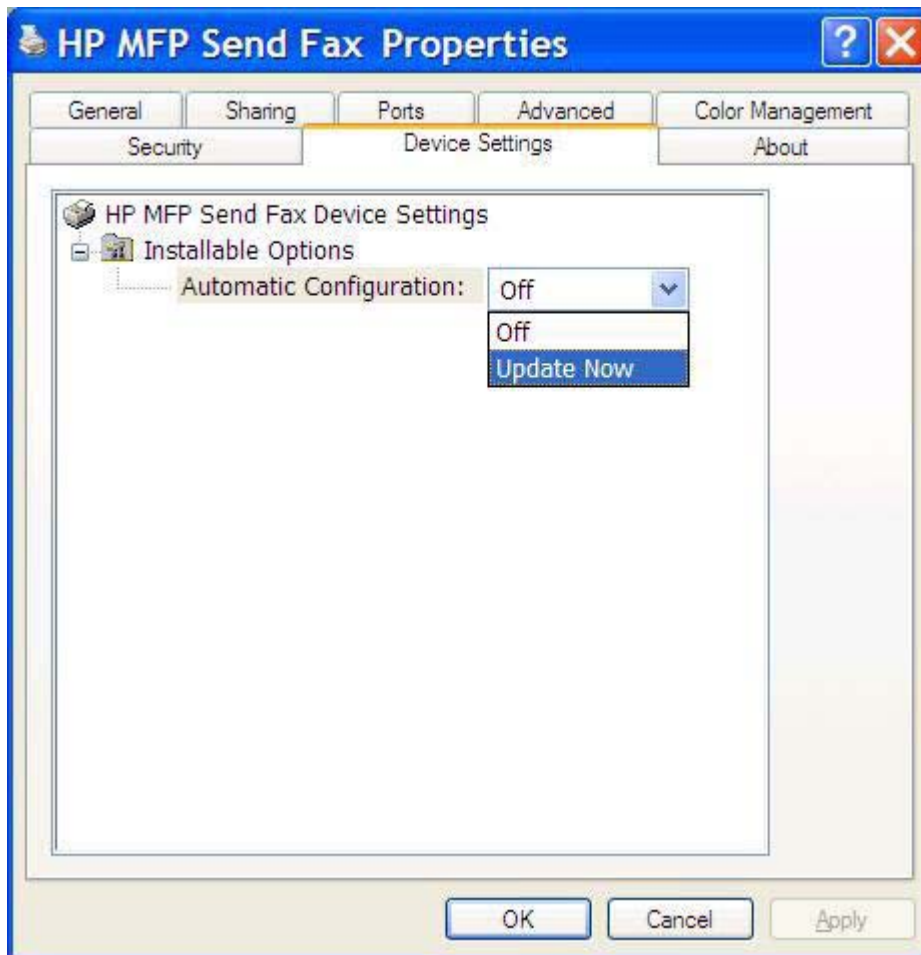 HP MFP Send Fax Properties
General Sharing Ports Advanced Color Management
Security Device Settings About
HP MFP Send Fax Device Settings
Installable Options
Automatic Configuration: Off
Off
Update Now
OK Cancel Apply